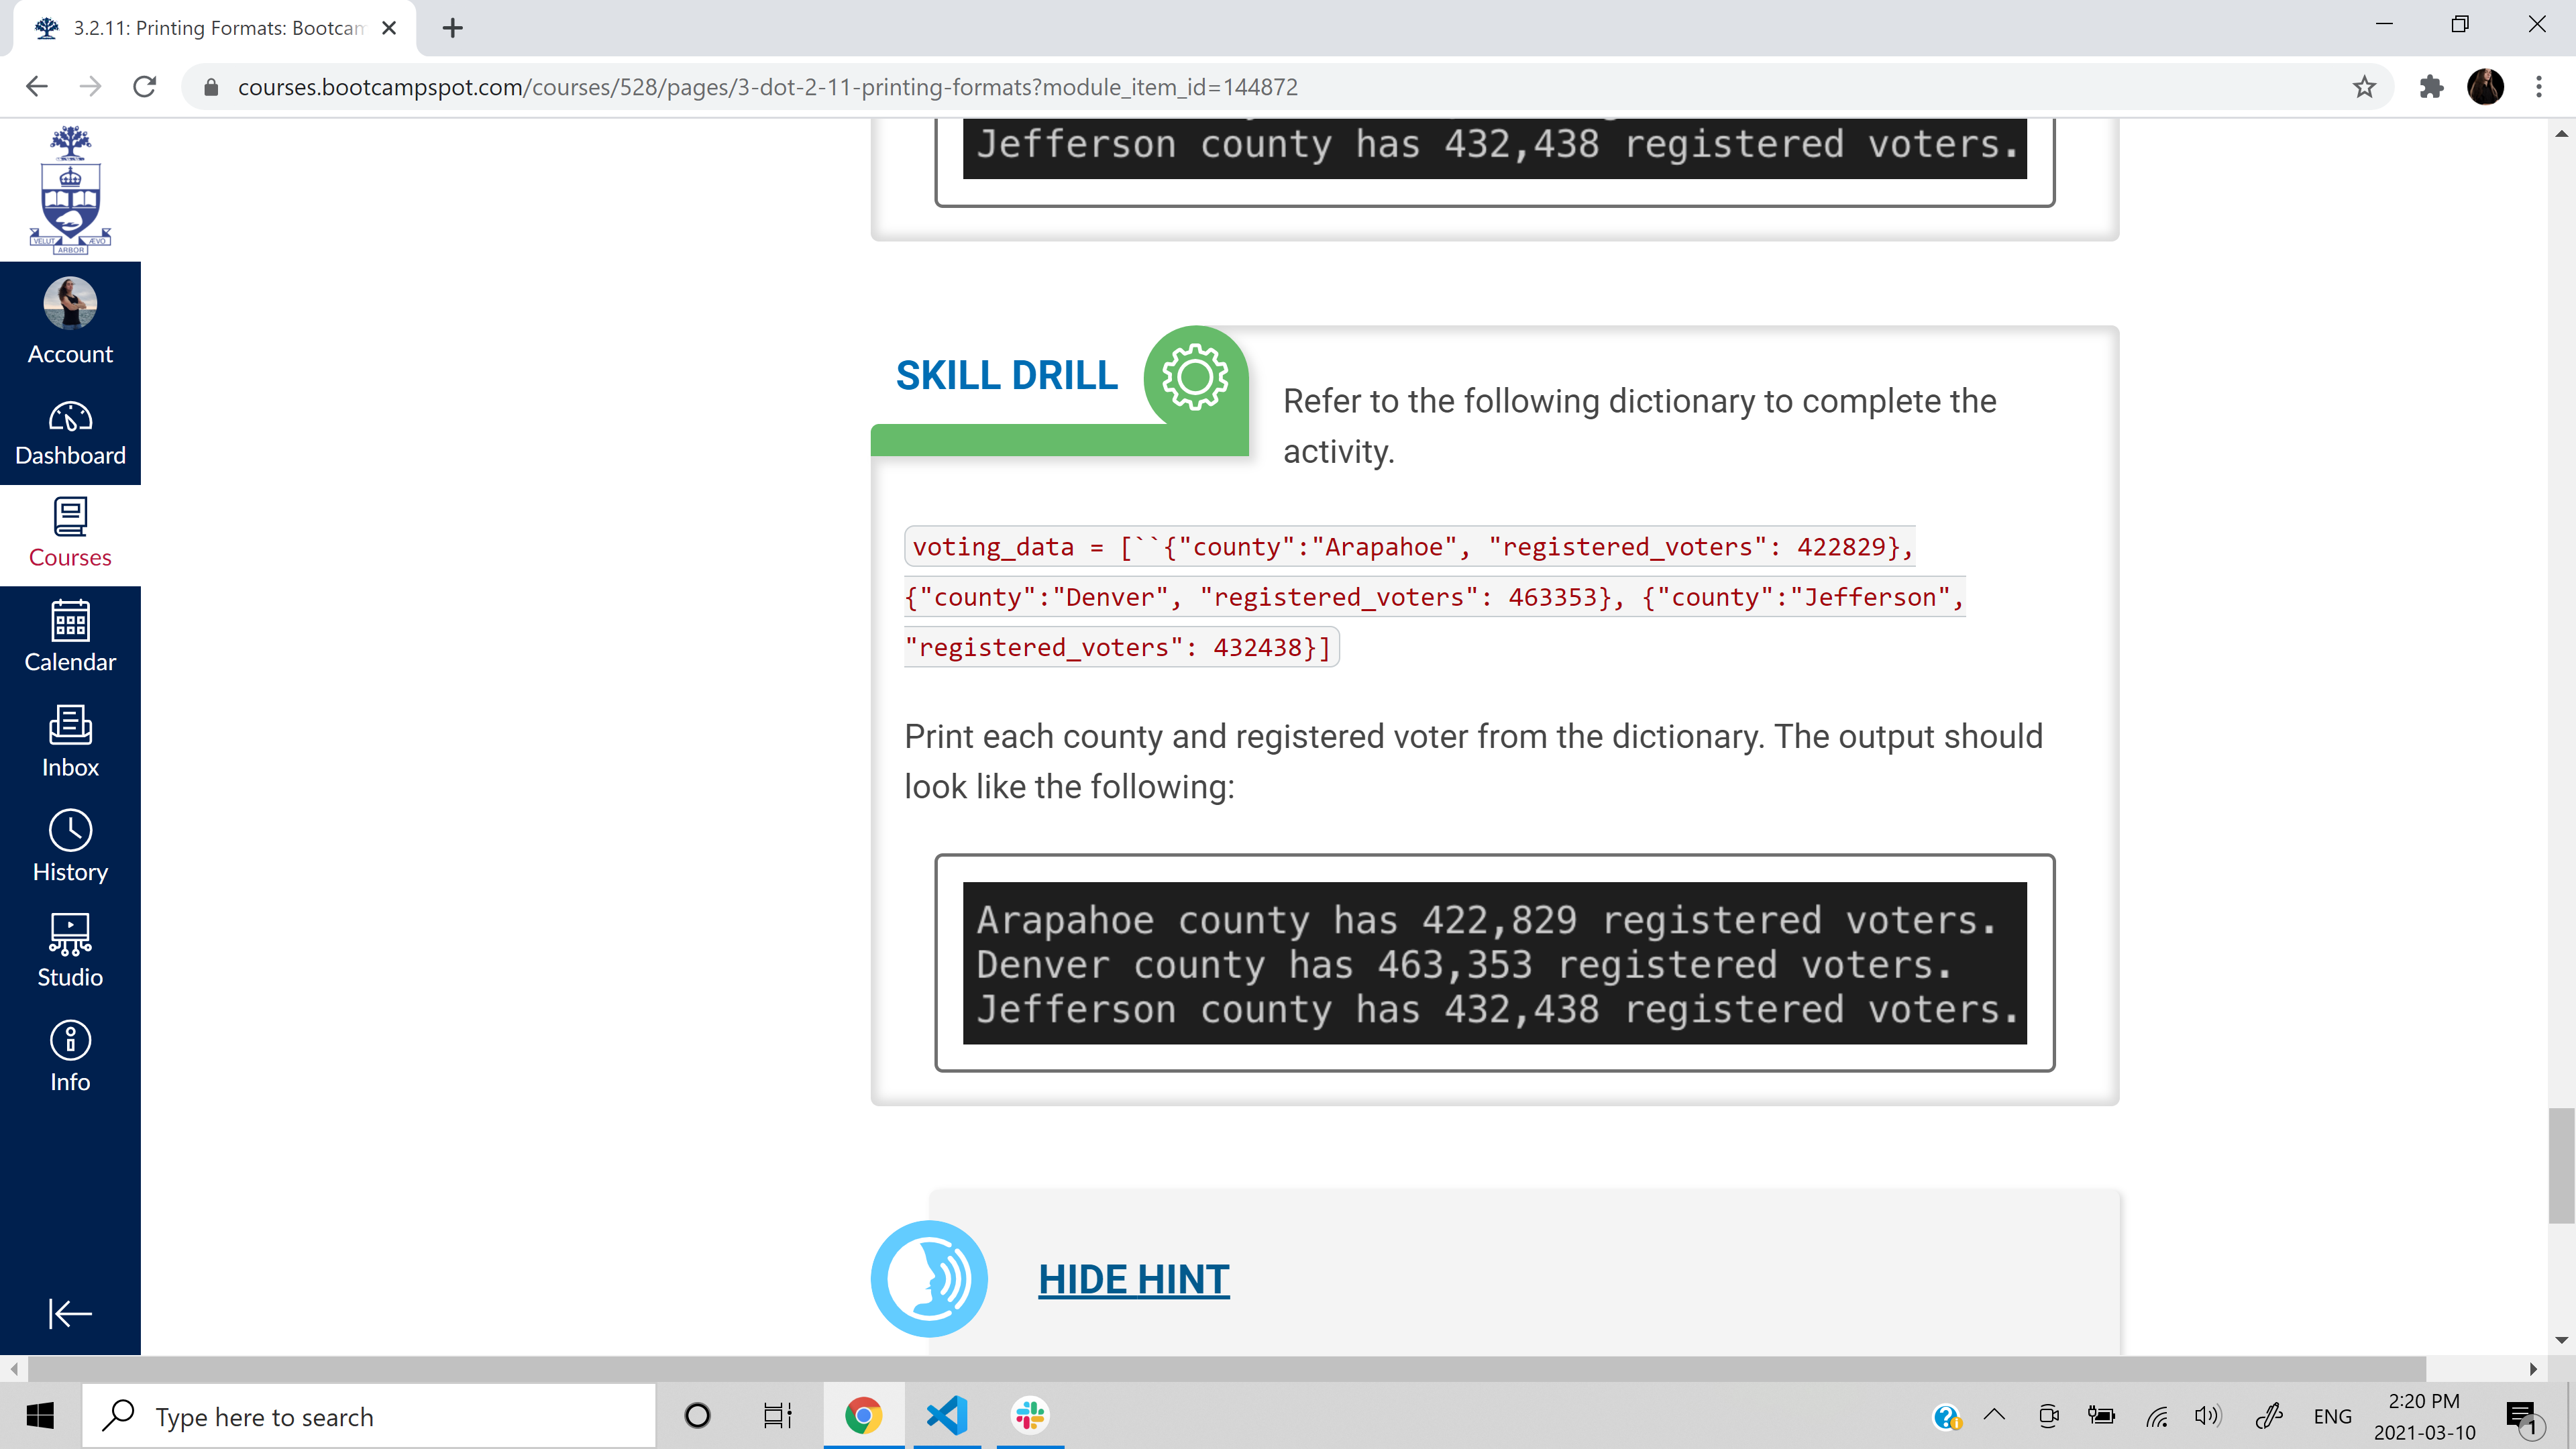 3.2.11: Printing Formats: Bootcam
courses.bootcampspot.com/courses/528/pages/3-dot-2-11-printing-formats?module_item_id=144872
VELUT ÆVO
ARBOR
Account
Dashboard
Courses
Calendar
Inbox
History
Studio
Info
Jefferson county has 432,438 registered voters.
SKILL DRILL
Refer to the following dictionary to complete the
activity.
voting_data = [``{"county":"Arapahoe", "registered_voters": 422829},
{"county":"Denver", "registered_voters": 463353}, {"county":"Jefferson",
"registered_voters": 432438}]
Print each county and registered voter from the dictionary. The output should
look like the following:
Arapahoe county has 422,829 registered voters.
Denver county has 463,353 registered voters.
Jefferson county has 432,438 registered voters.
HIDE HINT
Type here to search
ENG
2:20 PM
2021-03-10
1